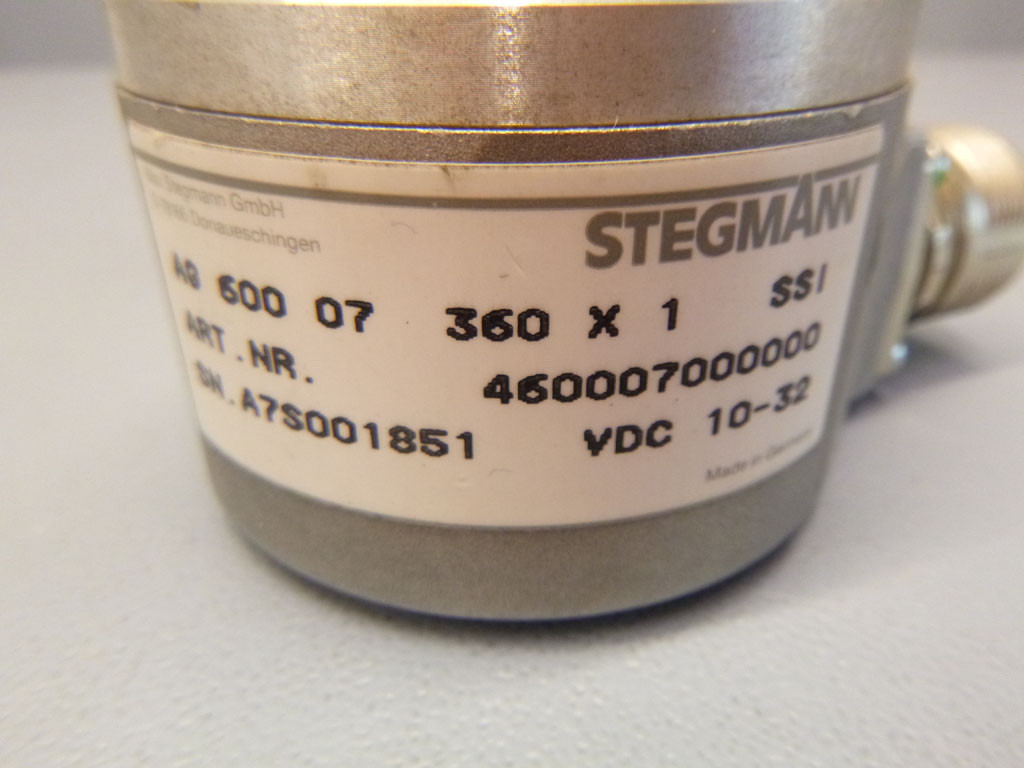 Stegmann GmbH
Donaueschingen
STEGMANN
AG 600 07 360 X 1 SSI
ART.NR. 460007000000
SN.A7S001851 VDC 10-32
Made in Germany